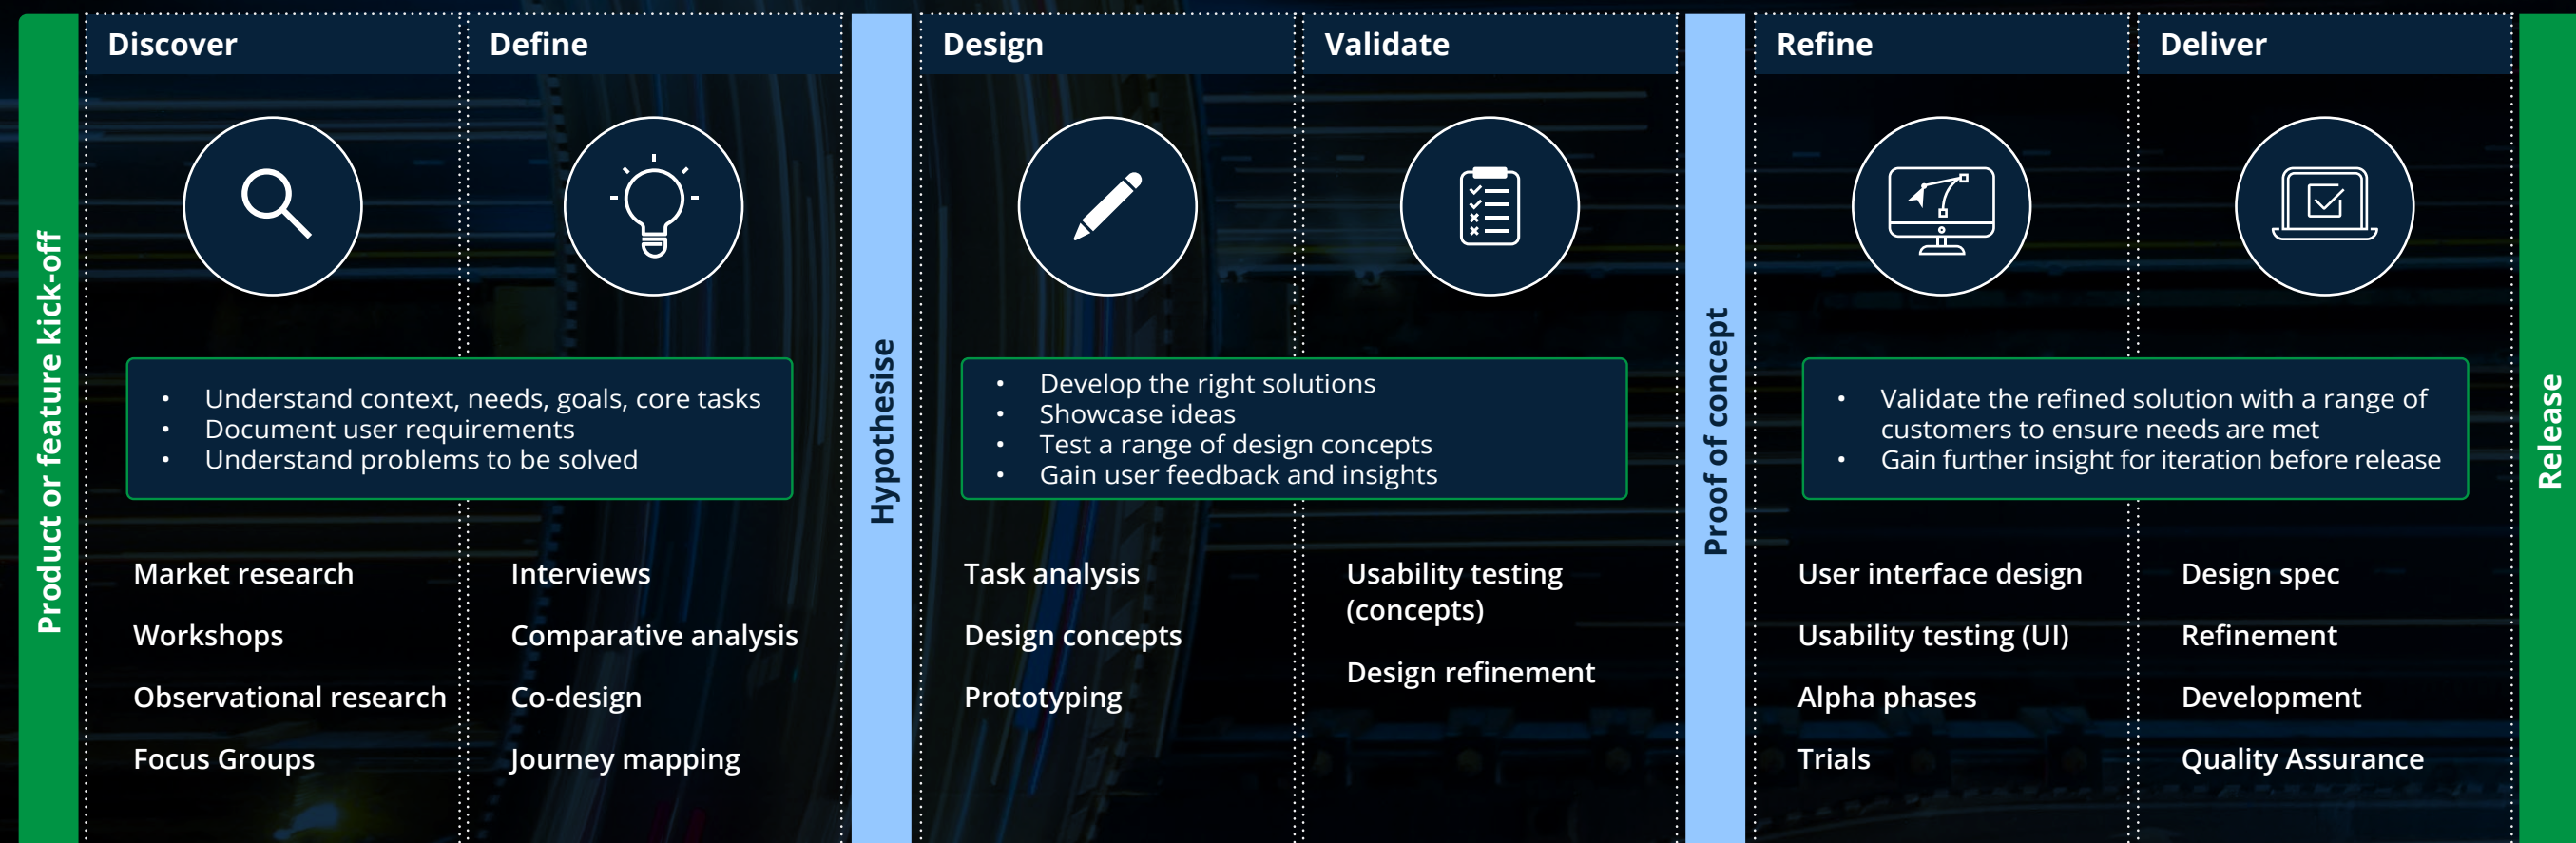 Product or feature kick-off
Discover
Define
• Understand context, needs, goals, core tasks
• Document user requirements
• Understand problems to be solved
Market research
Workshops
Observational research
Focus Groups
Interviews
Comparative analysis
Co-design
Journey mapping
Hypothesise
Design
Validate
• Develop the right solutions
• Showcase ideas
• Test a range of design concepts
• Gain user feedback and insights
Task analysis
Design concepts
Prototyping
Usability testing
(concepts)
Design refinement
Proof of concept
Refine
Deliver
• Validate the refined solution with a range of
customers to ensure needs are met
• Gain further insight for iteration before release
User interface design
Usability testing (UI)
Alpha phases
Trials
Design spec
Refinement
Development
Quality Assurance
Release